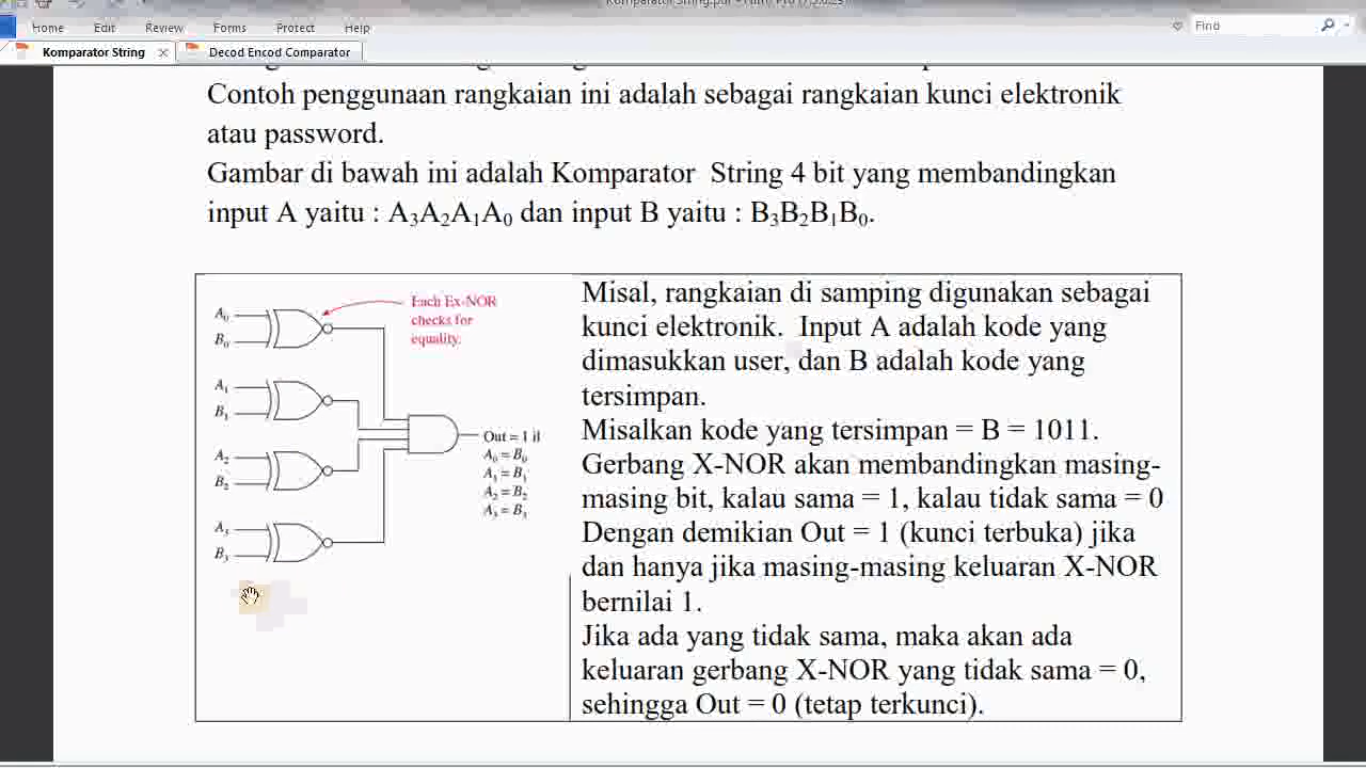 Home Edit Review Forms Protect Help Find
Komparator String Decod Encod Comparator
Contoh penggunaan rangkaian ini adalah sebagai rangkaian kunci elektronik
atau password.
Gambar di bawah ini adalah Komparator String 4 bit yang membandingkan
input A yaitu : A₃A₂A₁A₀ dan input B yaitu : B₃B₂B₁B₀.
A₀
B₀
Each Ex-NOR
checks for
equality.
A₁
B₁
A₂
B₂
A₃
B₃
Out = 1 if
A₀ = B₀
A₁ = B₁
A₂ = B₂
A₃ = B₃
Misal, rangkaian di samping digunakan sebagai
kunci elektronik. Input A adalah kode yang
dimasukkan user, dan B adalah kode yang
tersimpan.
Misalkan kode yang tersimpan = B = 1011.
Gerbang X-NOR akan membandingkan masing-
masing bit, kalau sama = 1, kalau tidak sama = 0
Dengan demikian Out = 1 (kunci terbuka) jika
dan hanya jika masing-masing keluaran X-NOR
bernilai 1.
Jika ada yang tidak sama, maka akan ada
keluaran gerbang X-NOR yang tidak sama = 0,
sehingga Out = 0 (tetap terkunci).